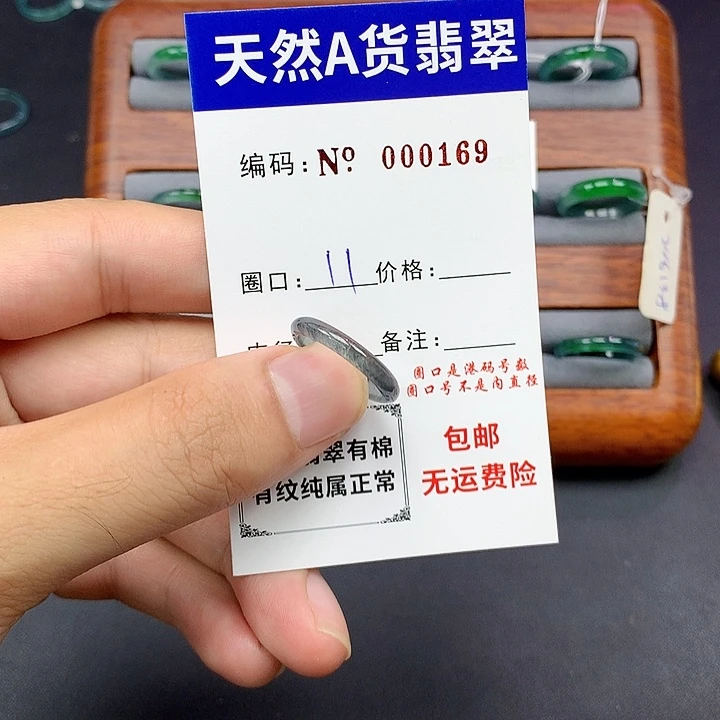 天然A货翡翠
编码:Nº 000169
圈口: 11 价格:
备注:
圈口是港码号数
圈口号不是内直径
翡翠有棉
有纹纯属正常
包邮
无运费险